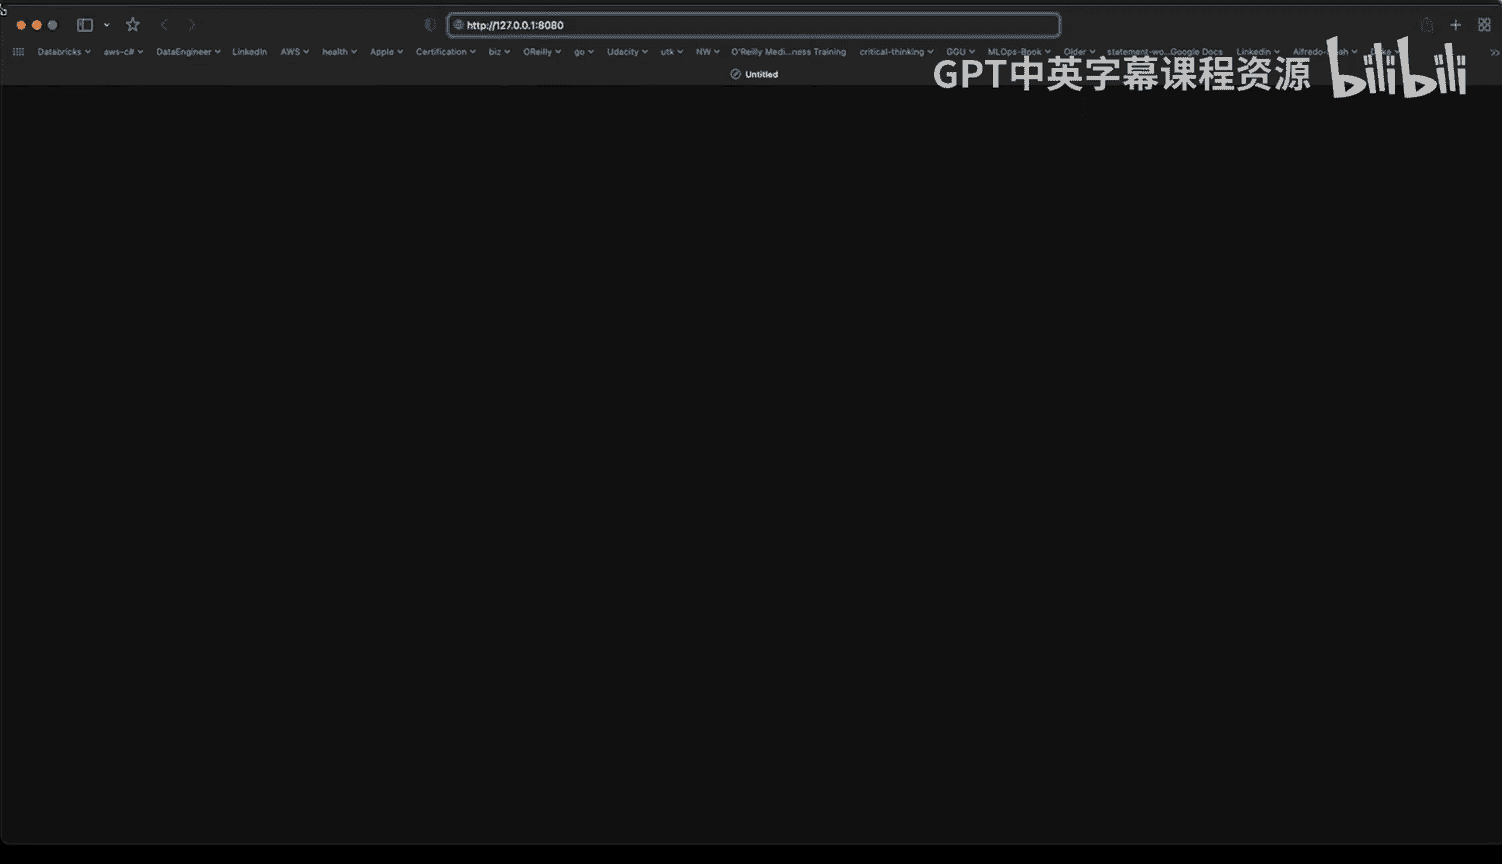 http://127.0.0.1:8080
Databricks aws-c# DataEngineer LinkedIn AWS health Apple Certification biz OReilly go Udacity utk NW O'Reilly Medi...ness Training critical-thinking GGU MLOps-Book Older statement-wo...Google Docs Linkedin
Untitled
GPT中英字幕课程资源 bilibili